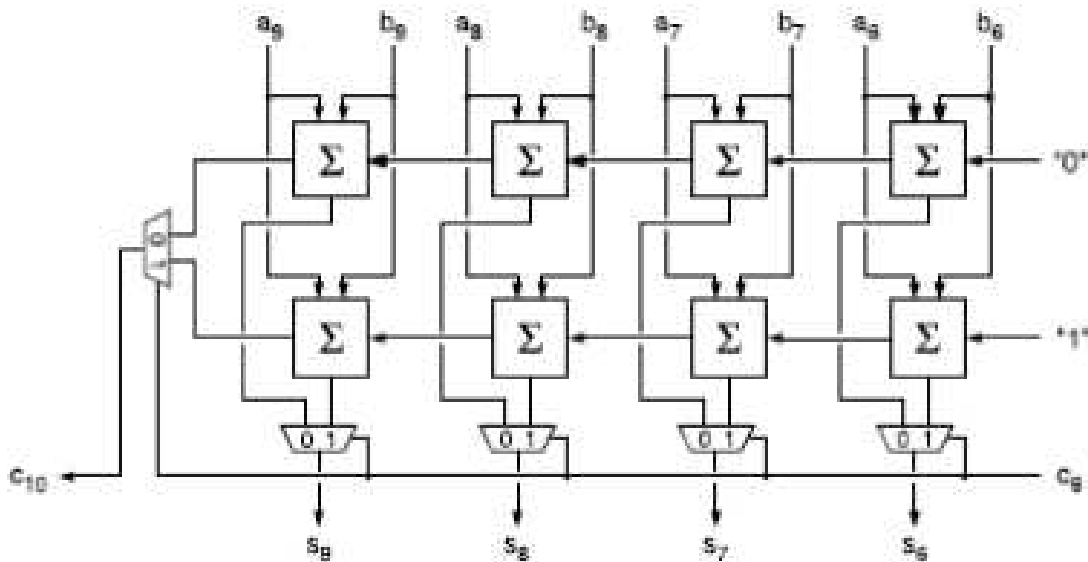 a₉ b₉ a₈ b₈ a₇ b₇ a₆ b₆
Σ Σ Σ Σ "0"
0
1
Σ Σ Σ Σ "1"
0 1 0 1 0 1 0 1
c₁₀ c₆
s₉ s₈ s₇ s₆